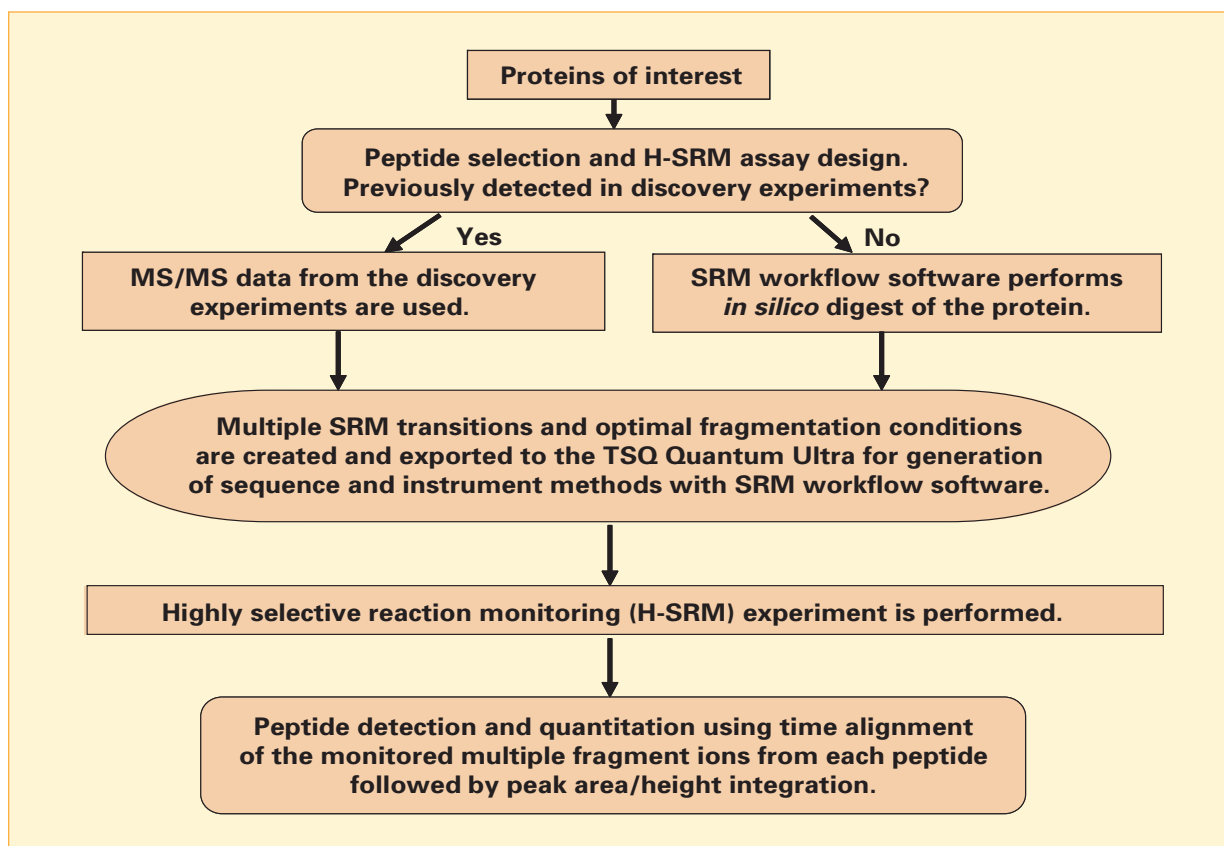 Proteins of interest
Peptide selection and H-SRM assay design.
Previously detected in discovery experiments?
Yes
No
MS/MS data from the discovery
experiments are used.
SRM workflow software performs
in silico digest of the protein.
Multiple SRM transitions and optimal fragmentation conditions
are created and exported to the TSQ Quantum Ultra for generation
of sequence and instrument methods with SRM workflow software.
Highly selective reaction monitoring (H-SRM) experiment is performed.
Peptide detection and quantitation using time alignment
of the monitored multiple fragment ions from each peptide
followed by peak area/height integration.